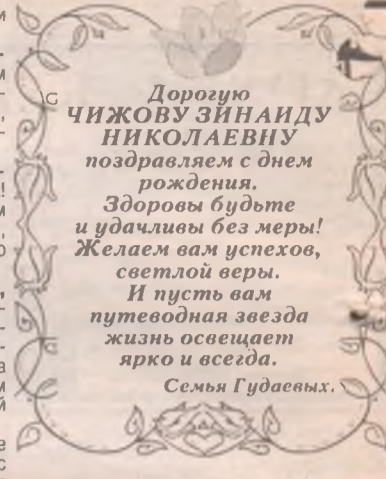 Дорогую
ЧИЖОВУ ЗИНАИДУ
НИКОЛАЕВНУ
поздравляем с днем
рождения.
Здоровы будьте
и удачливы без меры!
Желаем вам успехов,
светлой веры.
И пусть вам
путеводная звезда
жизнь освещает
ярко и всегда.
Семья Гудаевых.